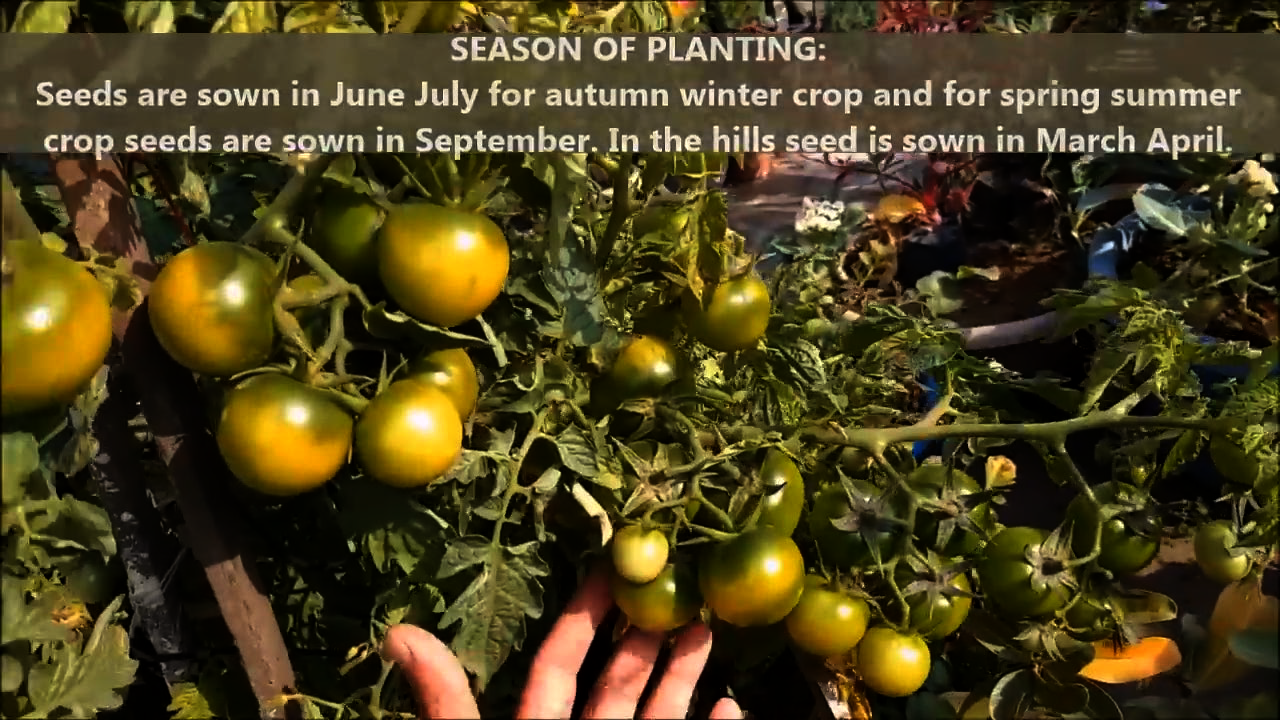 SEASON OF PLANTING:
Seeds are sown in June July for autumn winter crop and for spring summer
crop seeds are sown in September. In the hills seed is sown in March April.